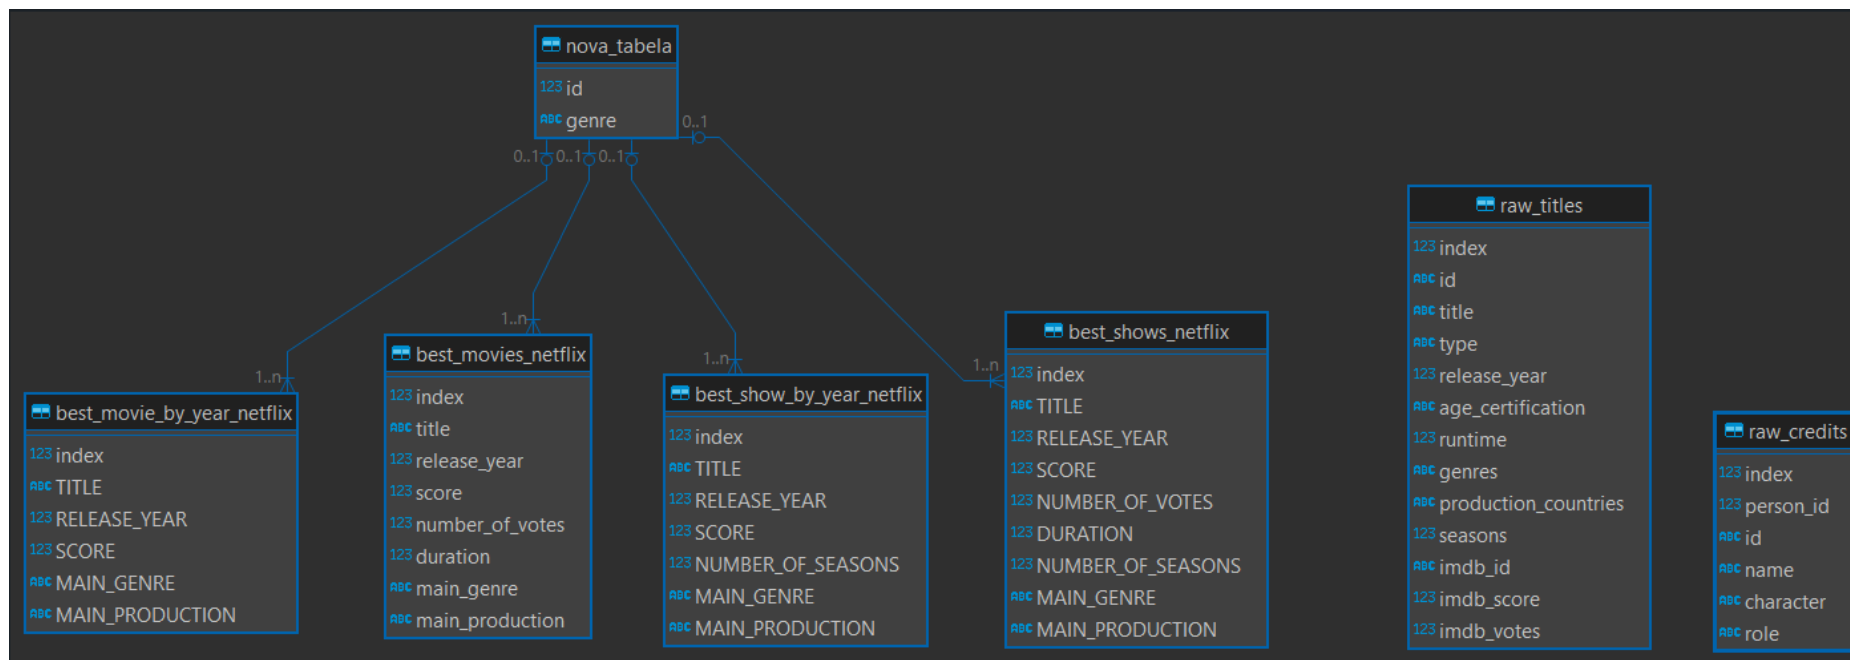 nova_tabela
123 id
ABC genre
0..1
0..1
0..1
0..1
1..n
1..n
1..n
1..n
best_movie_by_year_netflix
123 index
ABC TITLE
123 RELEASE_YEAR
123 SCORE
ABC MAIN_GENRE
ABC MAIN_PRODUCTION
best_movies_netflix
123 index
ABC title
123 release_year
123 score
123 number_of_votes
123 duration
ABC main_genre
ABC main_production
best_show_by_year_netflix
123 index
ABC TITLE
123 RELEASE_YEAR
123 SCORE
123 NUMBER_OF_SEASONS
ABC MAIN_GENRE
ABC MAIN_PRODUCTION
best_shows_netflix
123 index
ABC TITLE
123 RELEASE_YEAR
123 SCORE
123 NUMBER_OF_VOTES
123 DURATION
123 NUMBER_OF_SEASONS
ABC MAIN_GENRE
ABC MAIN_PRODUCTION
raw_titles
123 index
ABC id
ABC title
ABC type
123 release_year
ABC age_certification
123 runtime
ABC genres
ABC production_countries
123 seasons
ABC imdb_id
123 imdb_score
123 imdb_votes
raw_credits
123 index
123 person_id
ABC id
ABC name
ABC character
ABC role